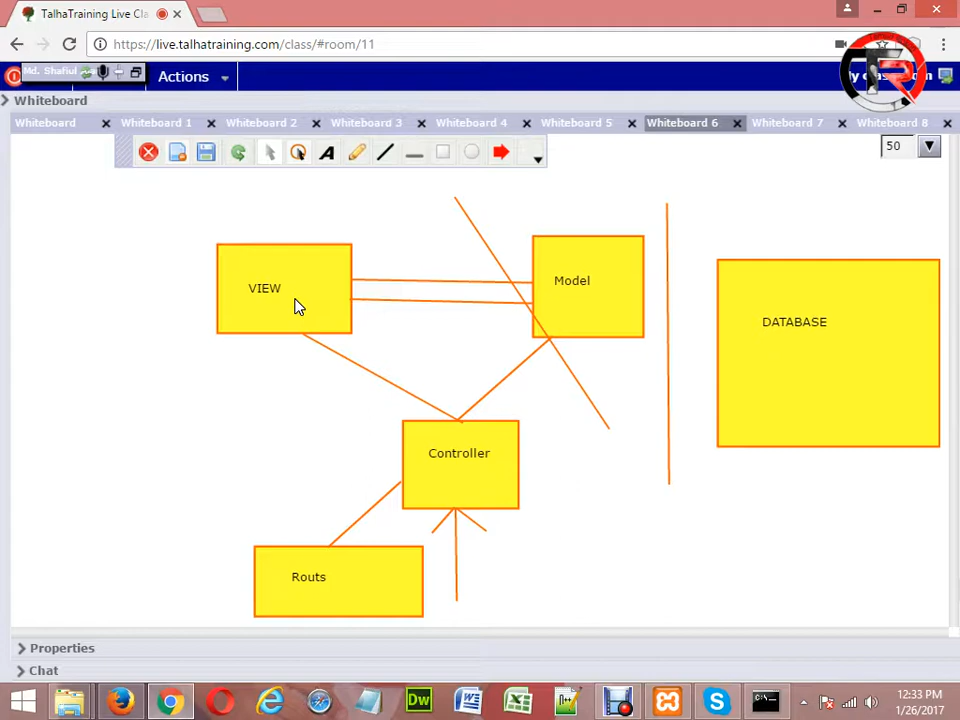 TalhaTraining Live Cla
https://live.talhatraining.com/class/#room/11
Md. Shafiul
Actions
Whiteboard
Whiteboard
Whiteboard 1
Whiteboard 2
Whiteboard 3
Whiteboard 4
Whiteboard 5
Whiteboard 6
Whiteboard 7
Whiteboard 8
A
50
VIEW
Model
DATABASE
Controller
Routs
Properties
Chat
12:33 PM
1/26/2017